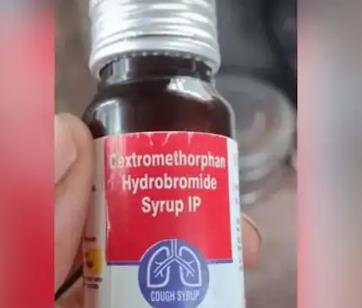 Dextromethorphan
Hydrobromide
Syrup IP
COUGH SYRUP